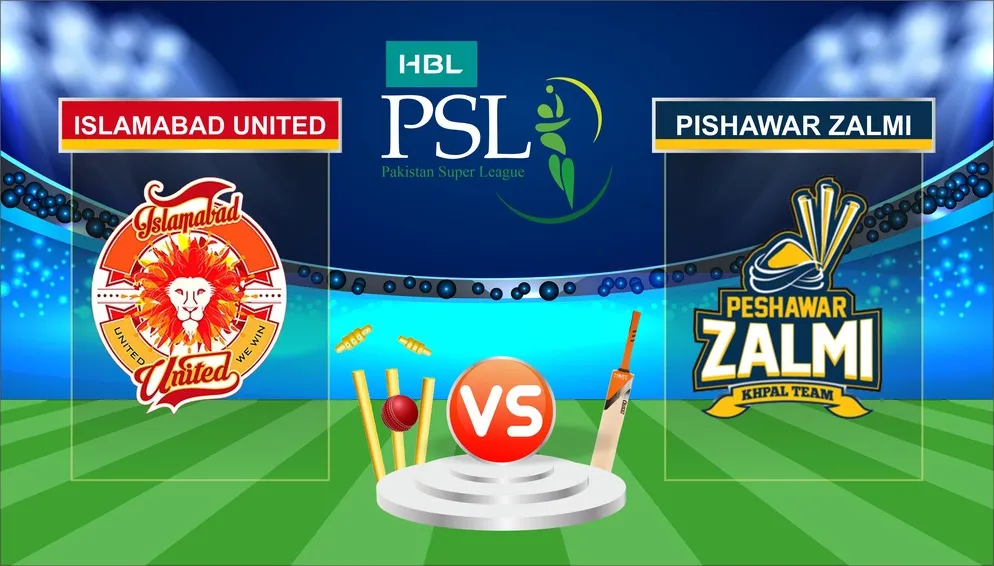 HBL
PSL
Pakistan Super League
ISLAMABAD UNITED
PISHAWAR ZALMI
Islamabad
UNITED
WE WIN
United
PESHAWAR
ZALMI
KHPAL TEAM
VS